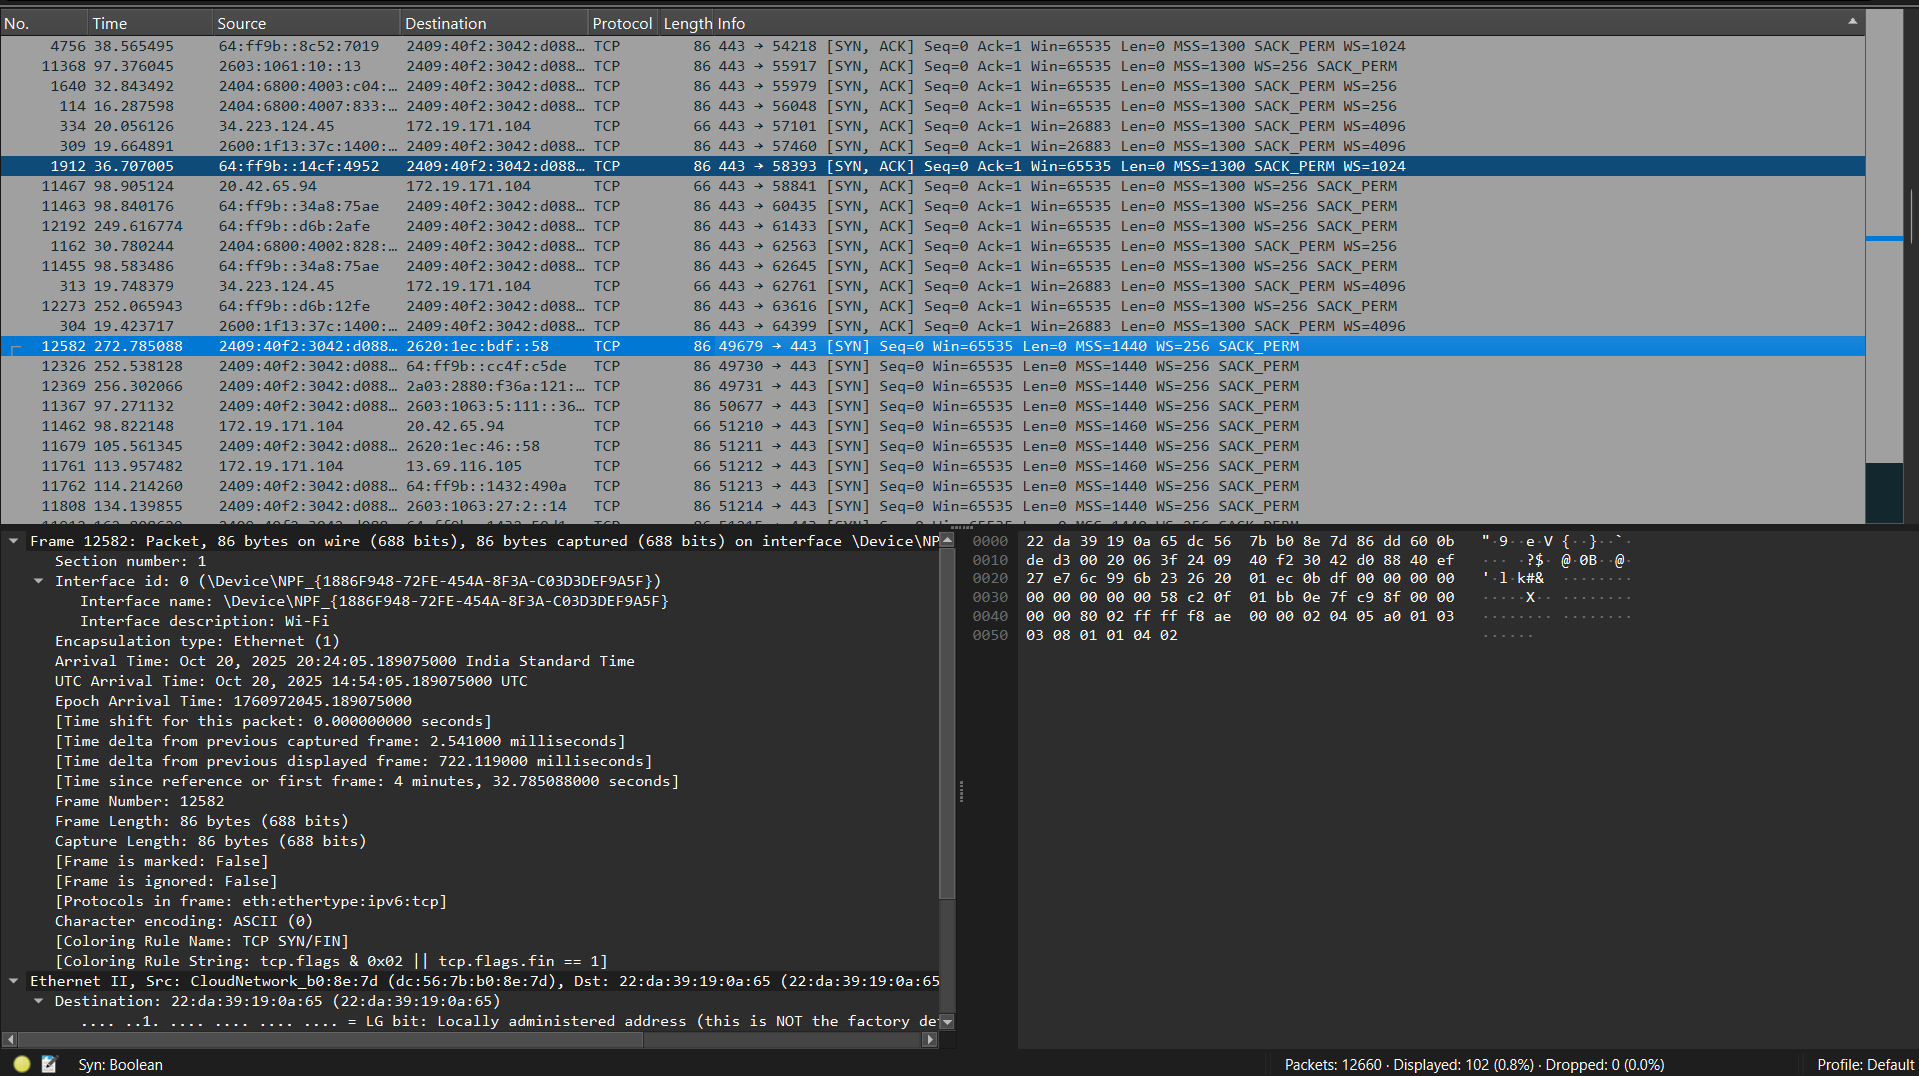 No. Time Source Destination Protocol Length Info
4756 38.565495 64:ff9b::8c52:7019 2409:40f2:3042:d088… TCP 86 443 → 54218 [SYN, ACK] Seq=0 Ack=1 Win=65535 Len=0 MSS=1300 SACK_PERM WS=1024
11368 97.376045 2603:1061:10::13 2409:40f2:3042:d088… TCP 86 443 → 55917 [SYN, ACK] Seq=0 Ack=1 Win=65535 Len=0 MSS=1300 WS=256 SACK_PERM
1640 32.843492 2404:6800:4003:c04:… 2409:40f2:3042:d088… TCP 86 443 → 55979 [SYN, ACK] Seq=0 Ack=1 Win=65535 Len=0 MSS=1300 SACK_PERM WS=256
114 16.287598 2404:6800:4007:833:… 2409:40f2:3042:d088… TCP 86 443 → 56048 [SYN, ACK] Seq=0 Ack=1 Win=65535 Len=0 MSS=1300 SACK_PERM WS=256
334 20.056126 34.223.124.45 172.19.171.104 TCP 66 443 → 57101 [SYN, ACK] Seq=0 Ack=1 Win=26883 Len=0 MSS=1300 SACK_PERM WS=4096
309 19.664891 2600:1f13:37c:1400:… 2409:40f2:3042:d088… TCP 86 443 → 57460 [SYN, ACK] Seq=0 Ack=1 Win=26883 Len=0 MSS=1300 SACK_PERM WS=4096
1912 36.707005 64:ff9b::14cf:4952 2409:40f2:3042:d088… TCP 86 443 → 58393 [SYN, ACK] Seq=0 Ack=1 Win=65535 Len=0 MSS=1300 SACK_PERM WS=1024
11467 98.905124 20.42.65.94 172.19.171.104 TCP 66 443 → 58841 [SYN, ACK] Seq=0 Ack=1 Win=65535 Len=0 MSS=1300 WS=256 SACK_PERM
11463 98.840176 64:ff9b::34a8:75ae 2409:40f2:3042:d088… TCP 86 443 → 60435 [SYN, ACK] Seq=0 Ack=1 Win=65535 Len=0 MSS=1300 WS=256 SACK_PERM
12192 249.616774 64:ff9b::d6b:2afe 2409:40f2:3042:d088… TCP 86 443 → 61433 [SYN, ACK] Seq=0 Ack=1 Win=65535 Len=0 MSS=1300 WS=256 SACK_PERM
1162 30.780244 2404:6800:4002:828:… 2409:40f2:3042:d088… TCP 86 443 → 62563 [SYN, ACK] Seq=0 Ack=1 Win=65535 Len=0 MSS=1300 SACK_PERM WS=256
11455 98.583486 64:ff9b::34a8:75ae 2409:40f2:3042:d088… TCP 86 443 → 62645 [SYN, ACK] Seq=0 Ack=1 Win=65535 Len=0 MSS=1300 WS=256 SACK_PERM
313 19.748379 34.223.124.45 172.19.171.104 TCP 66 443 → 62761 [SYN, ACK] Seq=0 Ack=1 Win=26883 Len=0 MSS=1300 SACK_PERM WS=4096
12273 252.065943 64:ff9b::d6b:12fe 2409:40f2:3042:d088… TCP 86 443 → 63616 [SYN, ACK] Seq=0 Ack=1 Win=65535 Len=0 MSS=1300 WS=256 SACK_PERM
304 19.423717 2600:1f13:37c:1400:… 2409:40f2:3042:d088… TCP 86 443 → 64399 [SYN, ACK] Seq=0 Ack=1 Win=26883 Len=0 MSS=1300 SACK_PERM WS=4096
12582 272.785088 2409:40f2:3042:d088… 2620:1ec:bdf::58 TCP 86 49679 → 443 [SYN] Seq=0 Win=65535 Len=0 MSS=1440 WS=256 SACK_PERM
12326 252.538128 2409:40f2:3042:d088… 64:ff9b::cc4f:c5de TCP 86 49730 → 443 [SYN] Seq=0 Win=65535 Len=0 MSS=1440 WS=256 SACK_PERM
12369 256.302066 2409:40f2:3042:d088… 2a03:2880:f36a:121:… TCP 86 49731 → 443 [SYN] Seq=0 Win=65535 Len=0 MSS=1440 WS=256 SACK_PERM
11367 97.271132 2409:40f2:3042:d088… 2603:1063:5:111::36… TCP 86 50677 → 443 [SYN] Seq=0 Win=65535 Len=0 MSS=1440 WS=256 SACK_PERM
11462 98.822148 172.19.171.104 20.42.65.94 TCP 66 51210 → 443 [SYN] Seq=0 Win=65535 Len=0 MSS=1460 WS=256 SACK_PERM
11679 105.561345 2409:40f2:3042:d088… 2620:1ec:46::58 TCP 86 51211 → 443 [SYN] Seq=0 Win=65535 Len=0 MSS=1440 WS=256 SACK_PERM
11761 113.957482 172.19.171.104 13.69.116.105 TCP 66 51212 → 443 [SYN] Seq=0 Win=65535 Len=0 MSS=1460 WS=256 SACK_PERM
11762 114.214260 2409:40f2:3042:d088… 64:ff9b::1432:490a TCP 86 51213 → 443 [SYN] Seq=0 Win=65535 Len=0 MSS=1440 WS=256 SACK_PERM
11808 134.139855 2409:40f2:3042:d088… 2603:1063:27:2::14 TCP 86 51214 → 443 [SYN] Seq=0 Win=65535 Len=0 MSS=1440 WS=256 SACK_PERM
Frame 12582: Packet, 86 bytes on wire (688 bits), 86 bytes captured (688 bits) on interface \Device\NP
Section number: 1
Interface id: 0 (\Device\NPF_{1886F948-72FE-454A-8F3A-C03D3DEF9A5F})
Interface name: \Device\NPF_{1886F948-72FE-454A-8F3A-C03D3DEF9A5F}
Interface description: Wi-Fi
Encapsulation type: Ethernet (1)
Arrival Time: Oct 20, 2025 20:24:05.189075000 India Standard Time
UTC Arrival Time: Oct 20, 2025 14:54:05.189075000 UTC
Epoch Arrival Time: 1760972045.189075000
[Time shift for this packet: 0.000000000 seconds]
[Time delta from previous captured frame: 2.541000 milliseconds]
[Time delta from previous displayed frame: 722.119000 milliseconds]
[Time since reference or first frame: 4 minutes, 32.785088000 seconds]
Frame Number: 12582
Frame Length: 86 bytes (688 bits)
Capture Length: 86 bytes (688 bits)
[Frame is marked: False]
[Frame is ignored: False]
[Protocols in frame: eth:ethertype:ipv6:tcp]
Character encoding: ASCII (0)
[Coloring Rule Name: TCP SYN/FIN]
[Coloring Rule String: tcp.flags & 0x02 || tcp.flags.fin == 1]
Ethernet II, Src: CloudNetwork_b0:8e:7d (dc:56:7b:b0:8e:7d), Dst: 22:da:39:19:0a:65 (22:da:39:19:0a:65
Destination: 22:da:39:19:0a:65 (22:da:39:19:0a:65)
.... ..1. .... .... .... .... = LG bit: Locally administered address (this is NOT the factory de
0000 22 da 39 19 0a 65 dc 56 7b b0 8e 7d 86 dd 60 0b "·9··e·V {··}··`·
0010 de d3 00 20 06 3f 24 09 40 f2 30 42 d0 88 40 ef ··· ·?$· @·0B··@·
0020 27 e7 6c 99 6b 23 26 20 01 ec 0b df 00 00 00 00 '·l·k#& ········
0030 00 00 00 00 00 58 c2 0f 01 bb 0e 7f c9 8f 00 00 ·····X·· ········
0040 00 00 80 02 ff ff f8 ae 00 00 02 04 05 a0 01 03 ········ ········
0050 03 08 01 01 04 02 ······
Syn: Boolean
Packets: 12660 · Displayed: 102 (0.8%) · Dropped: 0 (0.0%)
Profile: Default